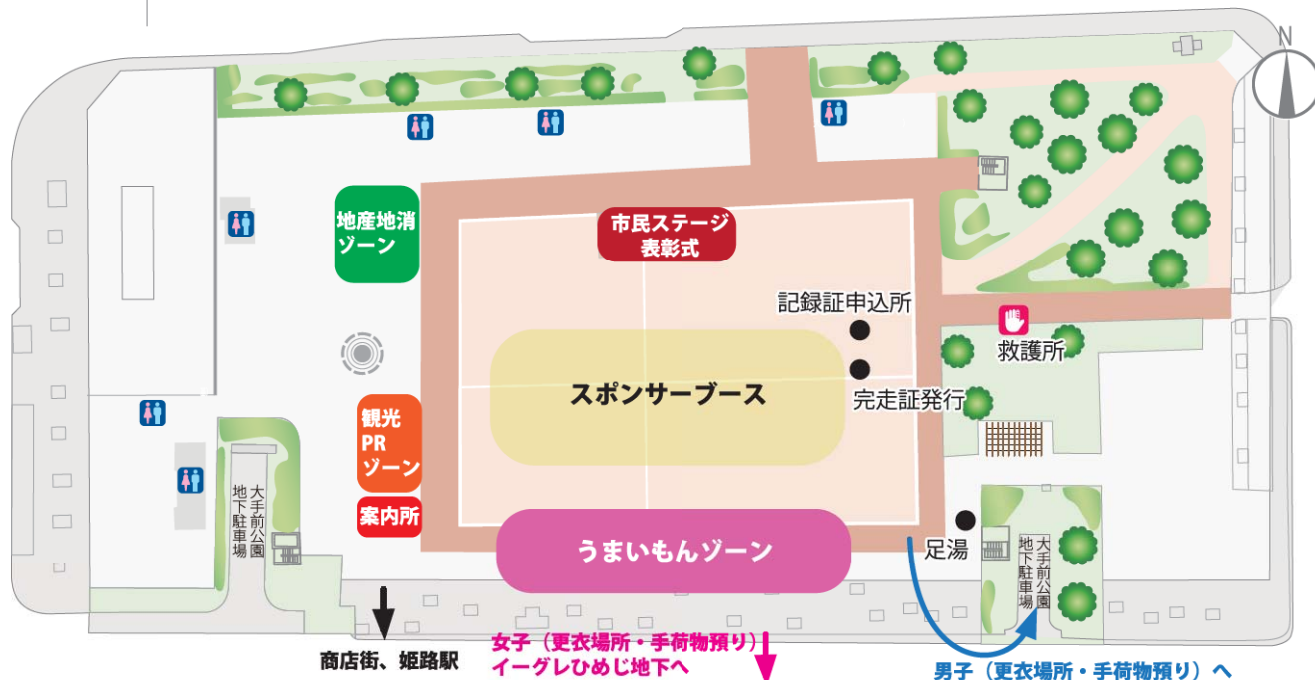 N
地産地消
ゾーン
市民ステージ
表彰式
記録証申込所
救護所
スポンサーブース
完走証発行
観光
PR
ゾーン
案内所
うまいもんゾーン
足湯
大手前公園
地下駐車場
大手前公園
地下駐車場
商店街、姫路駅
女子（更衣場所・手荷物預り）
イーグレひめじ地下へ
男子（更衣場所・手荷物預り）へ